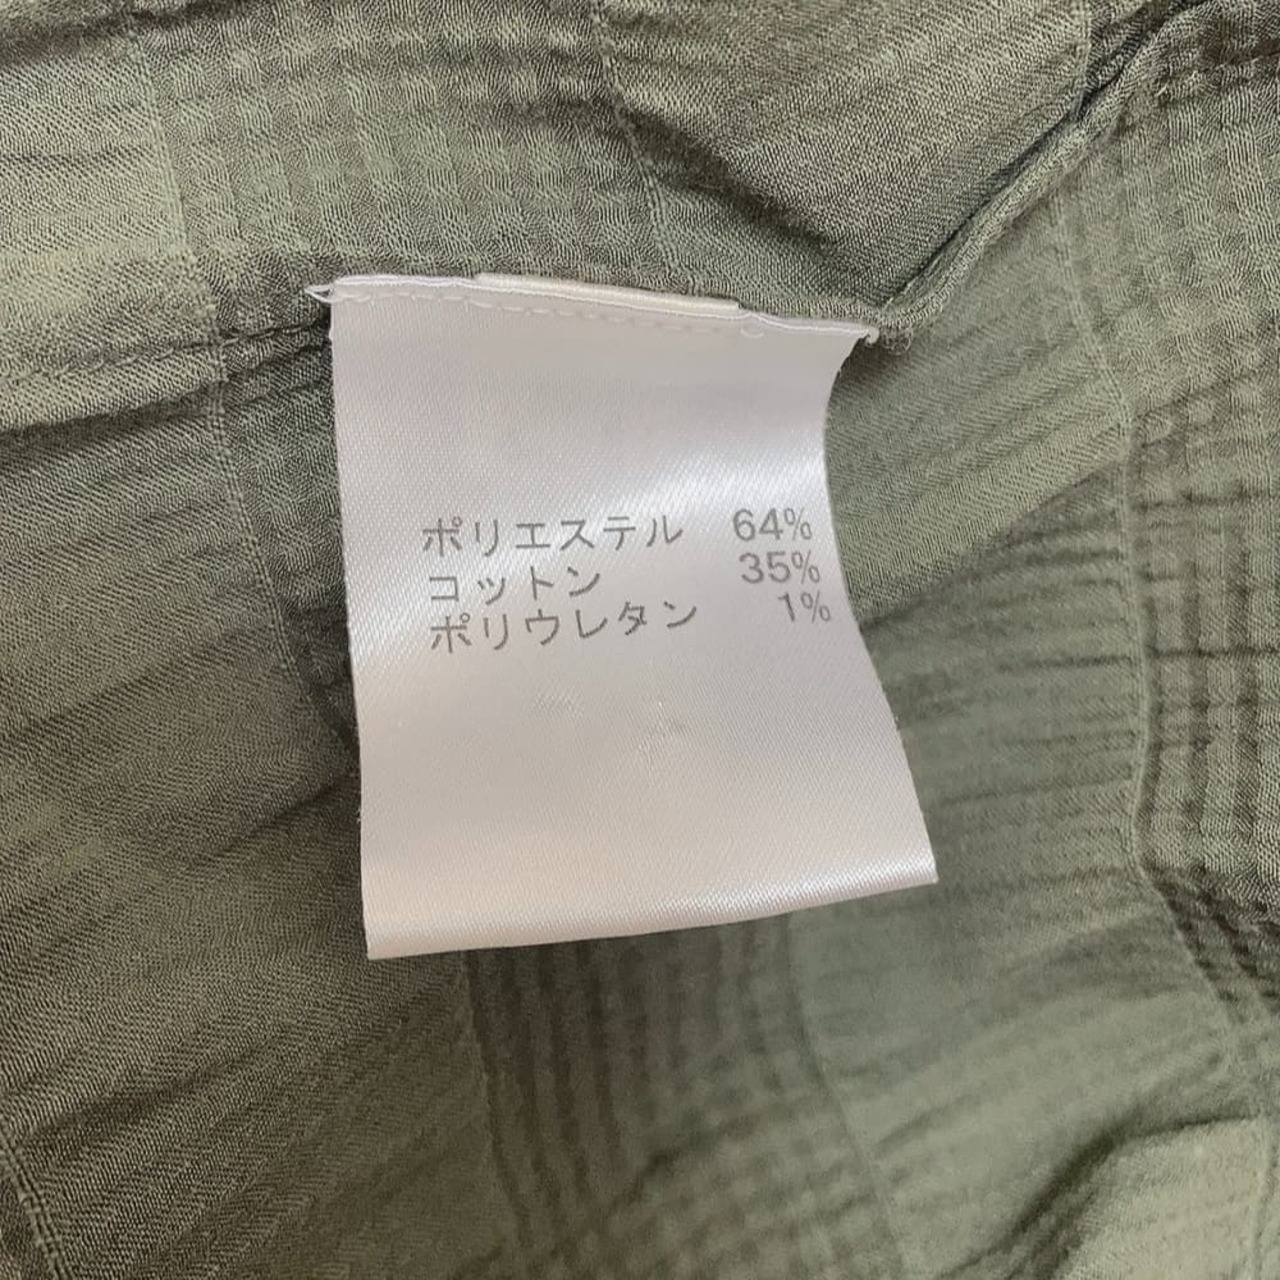 ポリエステル 64%
コットン 35%
ポリウレタン 1%